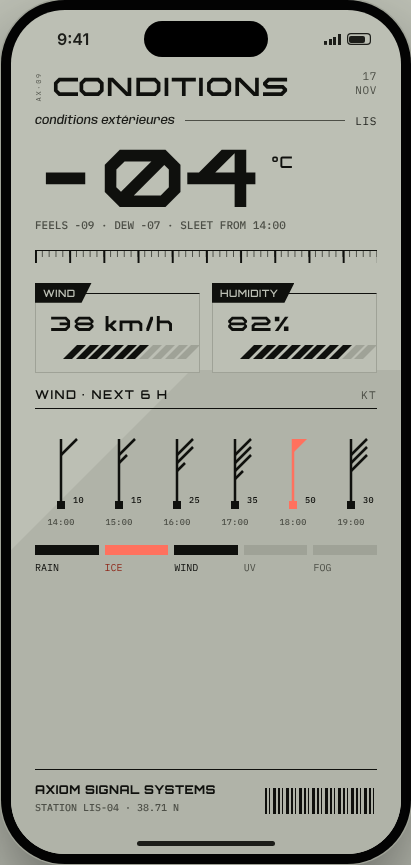 9:41
AX·09
CONDITIONS
17
NOV
conditions extérieures
LIS
-04 °C
FEELS -09 · DEW -07 · SLEET FROM 14:00
WIND
38 km/h
HUMIDITY
82%
WIND · NEXT 6 H
KT
10 15 25 35 50 30
14:00 15:00 16:00 17:00 18:00 19:00
RAIN ICE WIND UV FOG
AXIOM SIGNAL SYSTEMS
STATION LIS-04 · 38.71 N